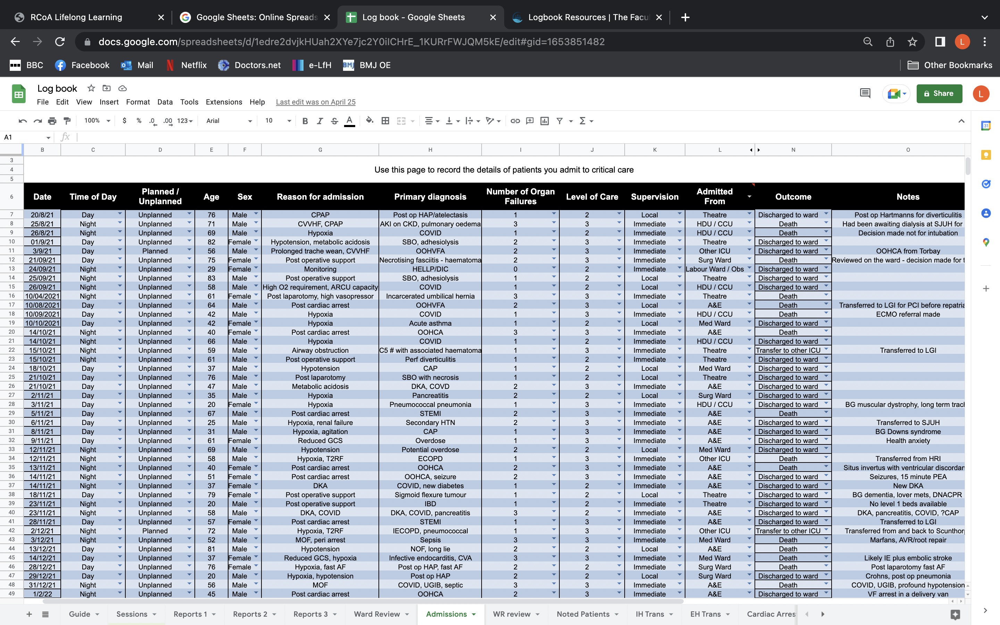 RCoA Lifelong Learning
Google Sheets: Online Spreads
Log book - Google Sheets
Logbook Resources | The Facul
docs.google.com/spreadsheets/d/1edre2dvjkHUah2XYe7jc2Y0iICHrE_1KURrFWJQM5kE/edit#gid=1653851482
L
BBC Facebook Mail Netflix Doctors.net e-LfH BMJ BMJ OE Other Bookmarks
Log book
File Edit View Insert Format Data Tools Extensions Help Last edit was on April 25
Share
L
100% $ % .0 .00 123 Arial 10 B I S A Σ
31
A1 fx
B C D E F G H I J K L N O
3
4 Use this page to record the details of patients you admit to critical care
5
6 Date Time of Day Planned / Unplanned Age Sex Reason for admission Primary diagnosis Number of Organ Failures Level of Care Supervision Admitted From Outcome Notes
7 20/8/21 Day Unplanned 76 Male CPAP Post op HAP/atelectasis 1 2 Local Theatre Discharged to ward Post op Hartmanns for diverticulitis
8 25/8/21 Night Unplanned 71 Male CVVHF, CPAP AKI on CKD, pulmonary oedema 3 3 Immediate HDU / CCU Death Had been awaiting dialysis at SJUH for
9 26/8/21 Night Unplanned 69 Male Hypoxia COVID 1 2 Immediate HDU / CCU Death Decision made not for intubation
10 01/9/21 Day Unplanned 82 Female Hypotension, metabolic acidosis SBO, adhesiolysis 2 3 Immediate Theatre Discharged to ward
11 3/9/21 Day Planned 56 Male Prolonged trache wean, CVVHF OOHVFA 2 3 Immediate Other ICU Discharged to ward OOHCA from Torbay
12 21/09/21 Day Unplanned 75 Female Post operative support Necrotising fasciitis - haematoma 2 3 Immediate Surg Ward Death Reviewed on the ward - decision made for t
13 24/09/21 Night Unplanned 29 Female Monitoring HELLP/DIC 0 2 Immediate Labour Ward / Obs Discharged to ward
14 25/09/21 Night Unplanned 83 Male Post operative support SBO, adhesiolysis 1 2 Local Theatre Discharged to ward
15 26/09/21 Night Unplanned 58 Male High O2 requirement, ARCU capacity COVID 1 2 Local HDU / CCU Discharged to ward
16 10/04/2021 Night Unplanned 61 Female Post laparotomy, high vasopressor Incarcerated umbilical hernia 3 3 Immediate Theatre Death
17 10/08/2021 Day Unplanned 64 Male Post cardiac arrest OOHVFA 2 3 Local A&E Death Transferred to LGI for PCI before repatria
18 10/09/2021 Day Unplanned 42 Male Hypoxia COVID 1 3 Immediate HDU / CCU Death ECMO referral made
19 10/10/2021 Day Unplanned 42 Female Hypoxia Acute asthma 1 2 Local Med Ward Discharged to ward
20 14/10/21 Night Unplanned 40 Female Post cardiac arrest OOHCA 3 3 Immediate A&E Death
21 14/10/21 Night Unplanned 66 Male Hypoxia COVID 1 2 Immediate HDU / CCU Discharged to ward
22 15/10/21 Night Unplanned 59 Male Airway obstruction C5 # with associated haematoma 1 3 Immediate Theatre Transfer to other ICU Transferred to LGI
23 15/10/21 Night Unplanned 61 Male Post operative support Perf diverticulitis 1 2 Immediate Theatre Discharged to ward
24 18/10/21 Day Unplanned 37 Male Hypotension CAP 1 2 Local Med Ward Discharged to ward
25 21/10/21 Day Unplanned 76 Male Post laparotomy SBO with necrosis 1 2 Local Theatre Discharged to ward
26 21/10/21 Day Unplanned 47 Male Metabolic acidosis DKA, COVD 2 3 Immediate A&E Discharged to ward
27 2/11/21 Day Unplanned 35 Male Hypoxia Pancreatitis 2 2 Local Surg Ward Discharged to ward
28 3/11/21 Day Unplanned 20 Female Hypoxia Pneumococcal pneumonia 1 3 Immediate HDU / CCU Discharged to ward BG muscular dystrophy, long term trach
29 5/11/21 Day Unplanned 67 Male Post cardiac arrest STEMI 2 3 Immediate A&E Death
30 6/11/21 Day Unplanned 25 Male Hypoxia, renal failure Secondary HTN 2 3 Immediate A&E Discharged to ward Transferred to SJUH
31 8/11/21 Day Unplanned 31 Male Hypoxia, agitation CAP 1 3 Immediate A&E Discharged to ward BG Downs syndrome
32 9/11/21 Day Unplanned 61 Female Reduced GCS Overdose 1 3 Immediate A&E Discharged to ward Health anxiety
33 12/11/21 Night Unplanned 69 Male Hypotension Potential overdose 2 2 Local Med Ward Discharged to ward
34 12/11/21 Night Unplanned 58 Male Hypoxia, T2RF ECOPD 1 3 Immediate Other ICU Death Transferred from HRI
35 13/11/21 Night Unplanned 40 Female Post cardiac arrest OOHCA 2 3 Immediate A&E Death Situs invertus with ventricular discordan
36 14/11/21 Night Unplanned 51 Female Post cardiac arrest OOHCA, seizure 2 3 Immediate A&E Discharged to ward Seizures, 15 minute PEA
37 14/11/21 Night Unplanned 37 Female DKA COVID, new diabetes 1 2 Immediate A&E Discharged to ward New DKA
38 18/11/21 Day Unplanned 79 Female Post operative support Sigmoid flexure tumour 1 2 Local Theatre Discharged to ward BG dementia, lover mets, DNACPR
39 23/11/21 Night Unplanned 20 Male Post operative support IBD 1 2 Immediate Theatre Discharged to ward No level 1 beds available
40 23/11/21 Night Unplanned 58 Male DKA, COVID DKA, COVID, pancreatitis 3 2 Immediate A&E Discharged to ward DKA, pancreatitis, COVID, ?CAP
41 28/11/21 Day Unplanned 57 Female Post cardiac arrest STEMI 1 3 Immediate A&E Discharged to ward Transferred to LGI
42 2/12/21 Night Planned 72 Male Hypoxia, T2RF IECOPD, pneumococcal 1 3 Immediate Other ICU Transfer to other ICU Transferred from and back to Scunthor
43 3/12/21 Night Unplanned 52 Male MOF, peri arrest Sepsis 3 3 Immediate Med Ward Death Marfans, AVR/root repair
44 13/12/21 Day Unplanned 81 Male Hypotension NOF, long lie 2 2 Local A&E Death
45 14/12/21 Day Unplanned 37 Female Reduced GCS, hypoxia Infective endocarditis, CVA 3 3 Immediate Med Ward Death Likely IE plus embolic stroke
46 28/12/21 Day Unplanned 76 Female Hypoxia, fast AF Post op HAP, fast AF 2 2 Immediate Surg Ward Death Post laparotomy fast AF
47 29/12/21 Day Unplanned 20 Male Hypoxia, hypotension Post op HAP 2 2 Local Surg Ward Discharged to ward Crohns, post op pneumonia
48 31/12/21 Night Unplanned 56 Male MOF COVID, UGIB, septic 3 3 Immediate A&E Death COVID, UGIB, profound hypotension
49 1/2/22 Night Unplanned 45 Male Post cardiac arrest OOHCA 2 3 Immediate A&E Discharged to ward VF arrest in a delivery van
Guide Sessions Reports 1 Reports 2 Reports 3 Ward Review Admissions WR review Noted Patients IH Trans EH Trans Cardiac Arres